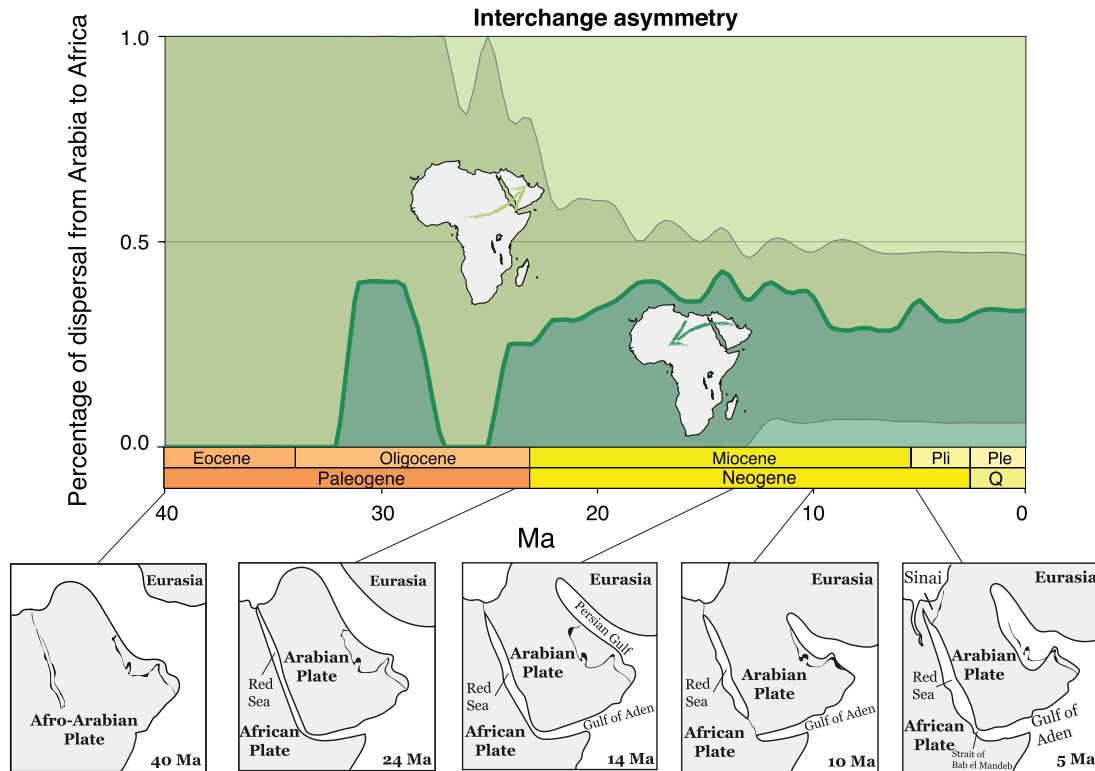 Interchange asymmetry
Percentage of dispersal from Arabia to Africa
1.0
0.5
0.0
Eocene Oligocene Miocene Pli Ple
Paleogene Neogene Q
40 30 20 10 0
Ma
Eurasia
Afro-Arabian
Plate
40 Ma
Eurasia
Arabian
Plate
Red
Sea
African
Plate
24 Ma
Eurasia
Persian Gulf
Arabian
Plate
Red
Sea
Gulf of Aden
African
Plate
14 Ma
Eurasia
Arabian
Plate
Red
Sea
Gulf of Aden
African
Plate
10 Ma
Sinai
Eurasia
Arabian
Plate
Red
Sea
Gulf of
Aden
African
Plate
Strait of
Bab el Mandeb
5 Ma